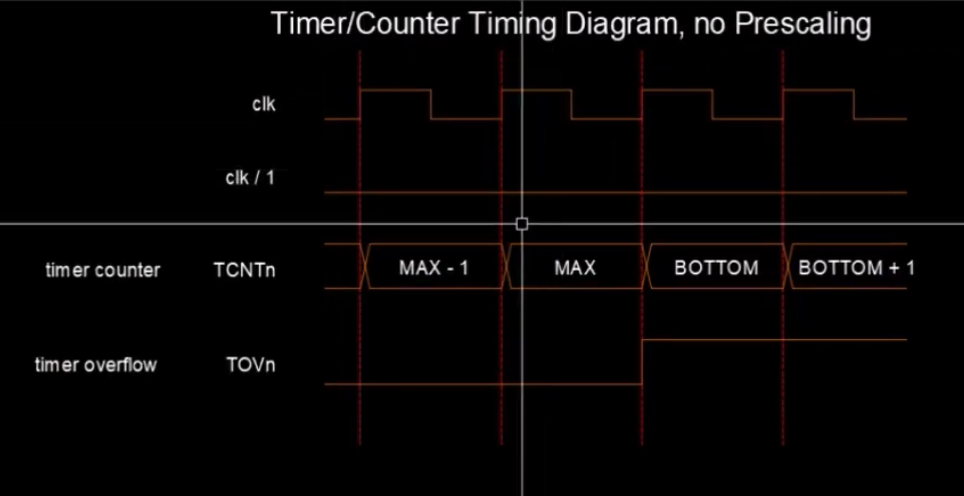 Timer/Counter Timing Diagram, no Prescaling
clk
clk / 1
timer counter TCNTn MAX - 1 MAX BOTTOM BOTTOM + 1
timer overflow TOVn